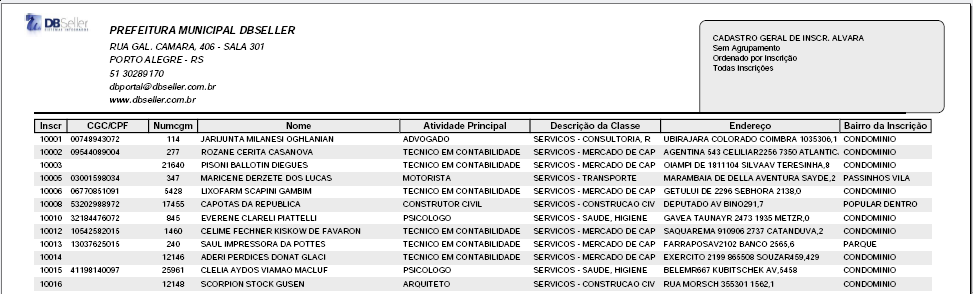 DBSeller
PREFEITURA MUNICIPAL DBSELLER
RUA GAL. CAMARA, 406 - SALA 301
PORTO ALEGRE - RS
51 30289170
dbportal@dbseller.com.br
www.dbseller.com.br
CADASTRO GERAL DE INSCR. ALVARA
Sem Agrupamento
Ordenado por Inscrição
Todas Inscrições
Inscr CGC/CPF Numcgm Nome Atividade Principal Descrição da Classe Endereço Bairro da Inscrição
10001 00748943072 114 JARUUNTA MILANESI OGHLANIAN ADVOGADO SERVICOS - CONSULTORIA, R UBIRAJARA COLORADO COIMBRA 1035306,1 CONDOMINIO
10002 09544089004 277 ROZANE CERITA CASANOVA TECNICO EM CONTABILIDADE SERVICOS - MERCADO DE CAP AGENTINA 543 CELILIAR2256 7350 ATLANTIC, CONDOMINIO
10003 21640 PISONI BALLOTIN DIEGUES TECNICO EM CONTABILIDADE SERVICOS - MERCADO DE CAP OIAMPI DE 1811104 SILVAAV TERESINHA,8 CONDOMINIO
10005 03001598034 347 MARICENE DERZETE DOS LUCAS MOTORISTA SERVICOS - TRANSPORTE MARAMBAIA DE DELLA AVENTURA SAYDE,2 PASSINHOS VILA
10006 06770851091 5428 LIXOFARM SCAPINI GAMBIM TECNICO EM CONTABILIDADE SERVICOS - MERCADO DE CAP GETULUI DE 2296 SEBHORA 2138,0 CONDOMINIO
10008 53202988972 17455 CAPOTAS DA REPUBLICA CONSTRUTOR CIVIL SERVICOS - CONSTRUCAO CIV DEPUTADO AV BINO291,7 POPULAR DENTRO
10010 32184476072 845 EVERENE CLARELI PIATTELLI PSICOLOGO SERVICOS - SAUDE, HIGIENE GAVEA TAUNAYR 2473 1935 METZR,0 CONDOMINIO
10012 10542582015 1460 CELIME FECHNER KISKOW DE FAVARON TECNICO EM CONTABILIDADE SERVICOS - MERCADO DE CAP SAQUAREMA 910906 2737 CATANDUVA,2 CONDOMINIO
10013 13037625015 240 SAUL IMPRESSORA DA POTTES TECNICO EM CONTABILIDADE SERVICOS - MERCADO DE CAP FARRAPOSAV2102 BANCO 2565,6 PARQUE
10014 12146 ADERI PERDICES DONAT GLACI TECNICO EM CONTABILIDADE SERVICOS - MERCADO DE CAP EXERCITO 2199 865508 SOUZAR459,429 CONDOMINIO
10015 41198140097 25961 CLELIA AYDOS VIAMAO MACLUF PSICOLOGO SERVICOS - SAUDE, HIGIENE BELEMR667 KUBITSCHEK AV,5458 CONDOMINIO
10016 12148 SCORPION STOCK GUSEN ARQUITETO SERVICOS - CONSTRUCAO CIV RUA MORSCH 355301 1562,1 CONDOMINIO